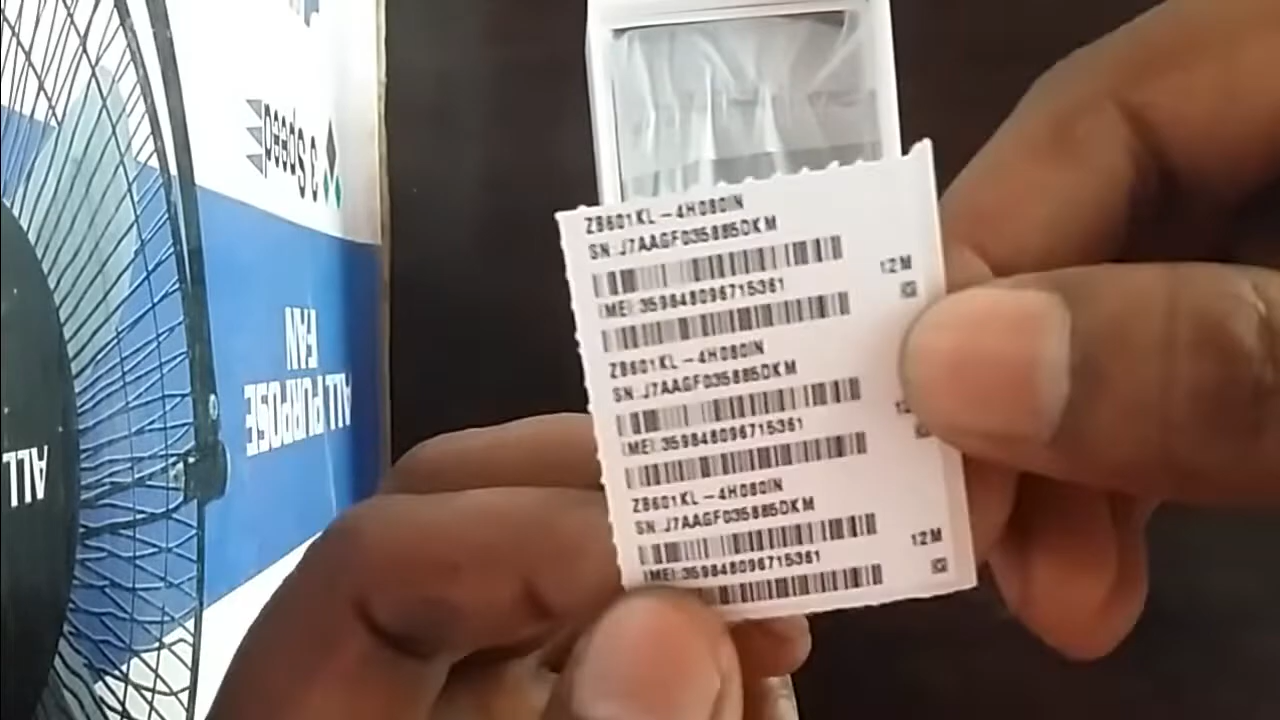 3 speed
ALL PURPOSE
FAN
ALL
ZB601KL-4H080IN
SN:J7AAGF035885DKM
12M
IMEI:359848096715361
ZB601KL-4H080IN
SN:J7AAGF035885DKM
IMEI:359848096715361
ZB601KL-4H080IN
SN:J7AAGF035885DKM
12M
IMEI:359848096715361